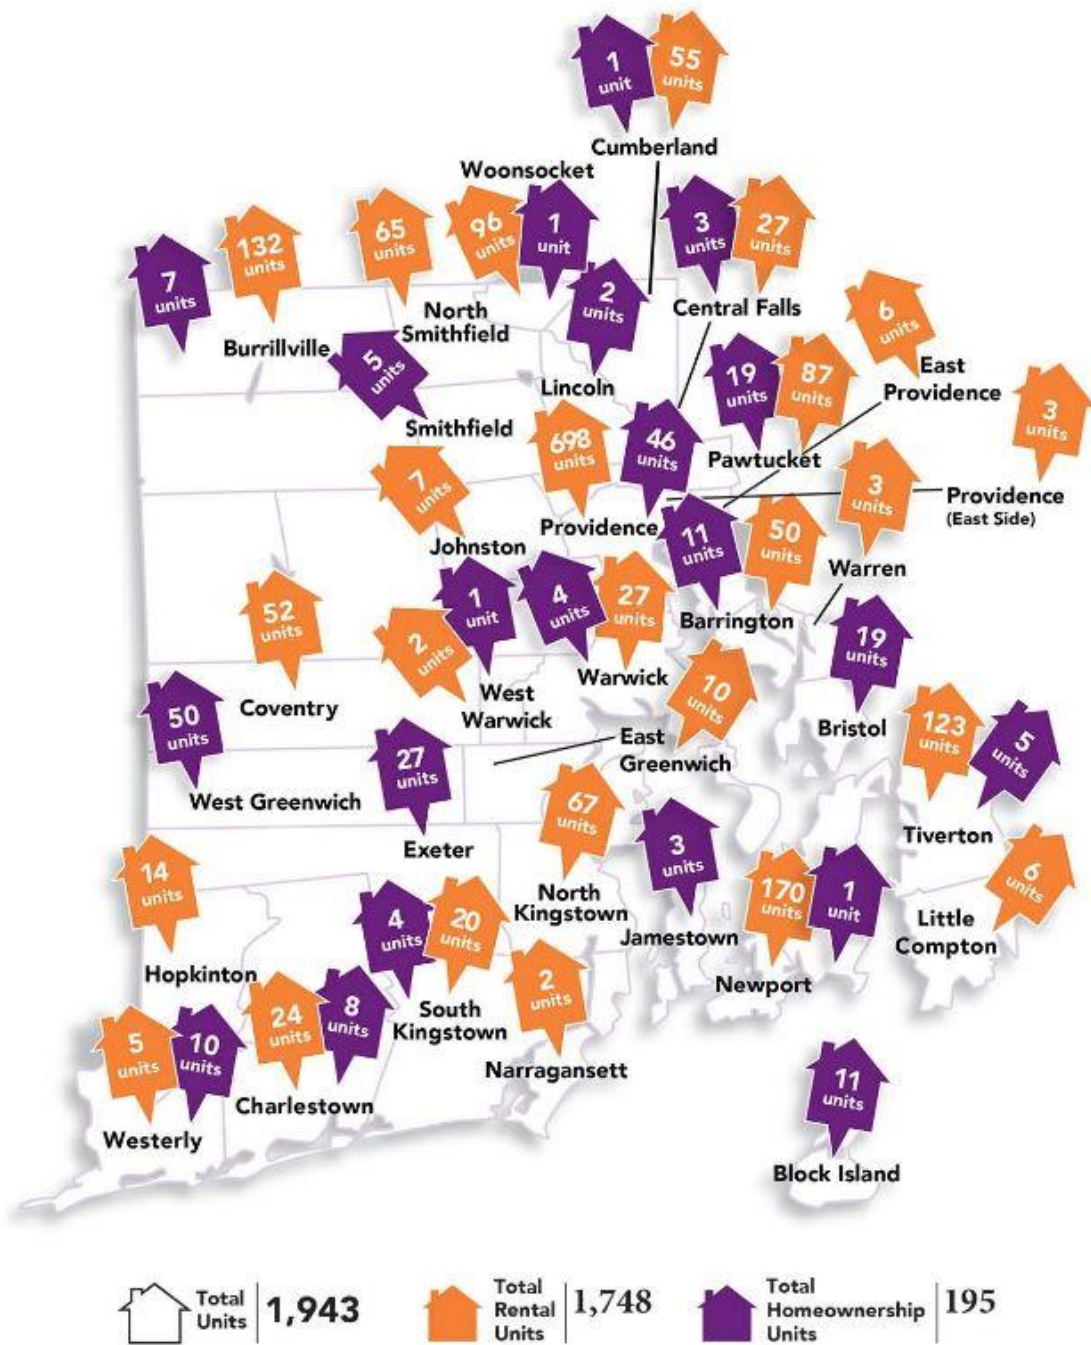 1
unit
55
units
Cumberland
Woonsocket
7
units
132
units
65
units
96
units
1
unit
3
units
27
units
2
units
Central Falls
6
units
North
Smithfield
Burrillville
5
units
Lincoln
East
Providence
19
units
87
units
3
units
Smithfield
698
units
46
units
Pawtucket
7
units
3
units
Providence
(East Side)
Providence
Johnston
11
units
50
units
Warren
52
units
2
units
1
unit
4
units
27
units
Barrington
19
units
Coventry
West
Warwick
Warwick
10
units
Bristol
50
units
27
units
East
Greenwich
123
units
5
units
West Greenwich
Exeter
67
units
3
units
Tiverton
14
units
North
Kingstown
Jamestown
170
units
1
unit
6
units
Little
Compton
Hopkinton
4
units
20
units
South
Kingstown
2
units
Newport
5
units
10
units
24
units
8
units
Narragansett
Charlestown
Westerly
11
units
Block Island
Total
Units
1,943
Total
Rental
Units
1,748
Total
Homeownership
Units
195